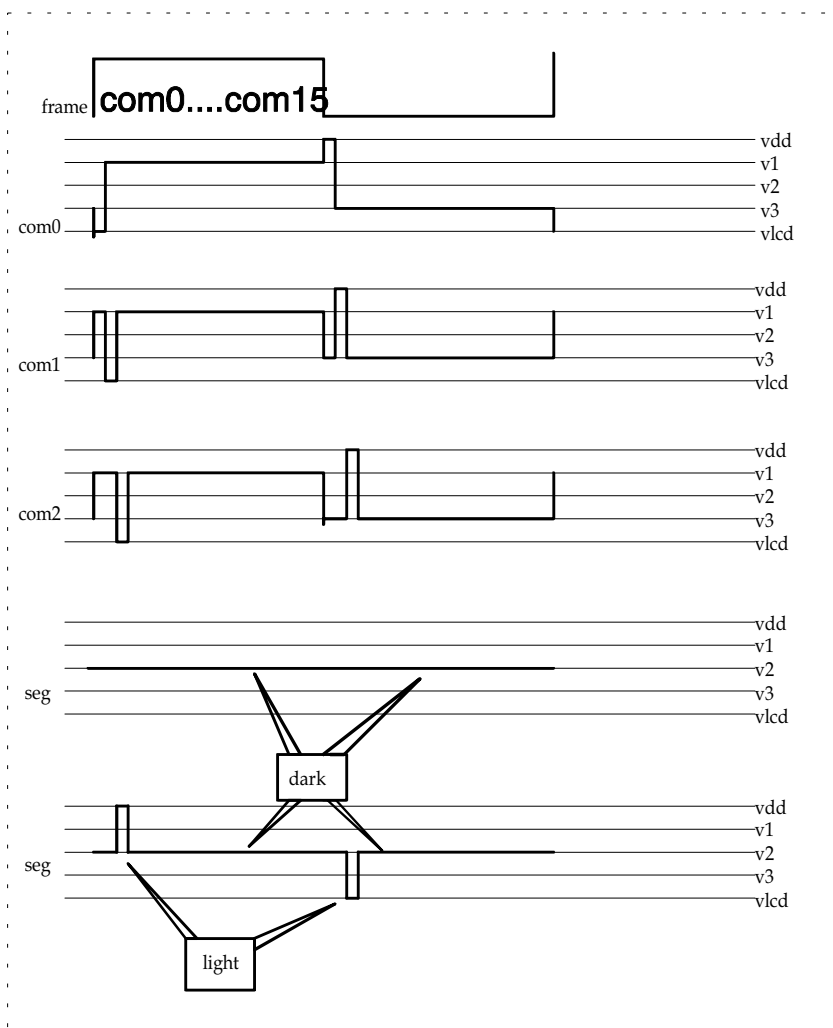 frame com0....com15
vdd
v1
v2
v3
com0
vlcd
vdd
v1
v2
v3
com1
vlcd
vdd
v1
v2
com2
v3
vlcd
vdd
v1
v2
seg
v3
vlcd
dark
vdd
v1
v2
seg
v3
vlcd
light